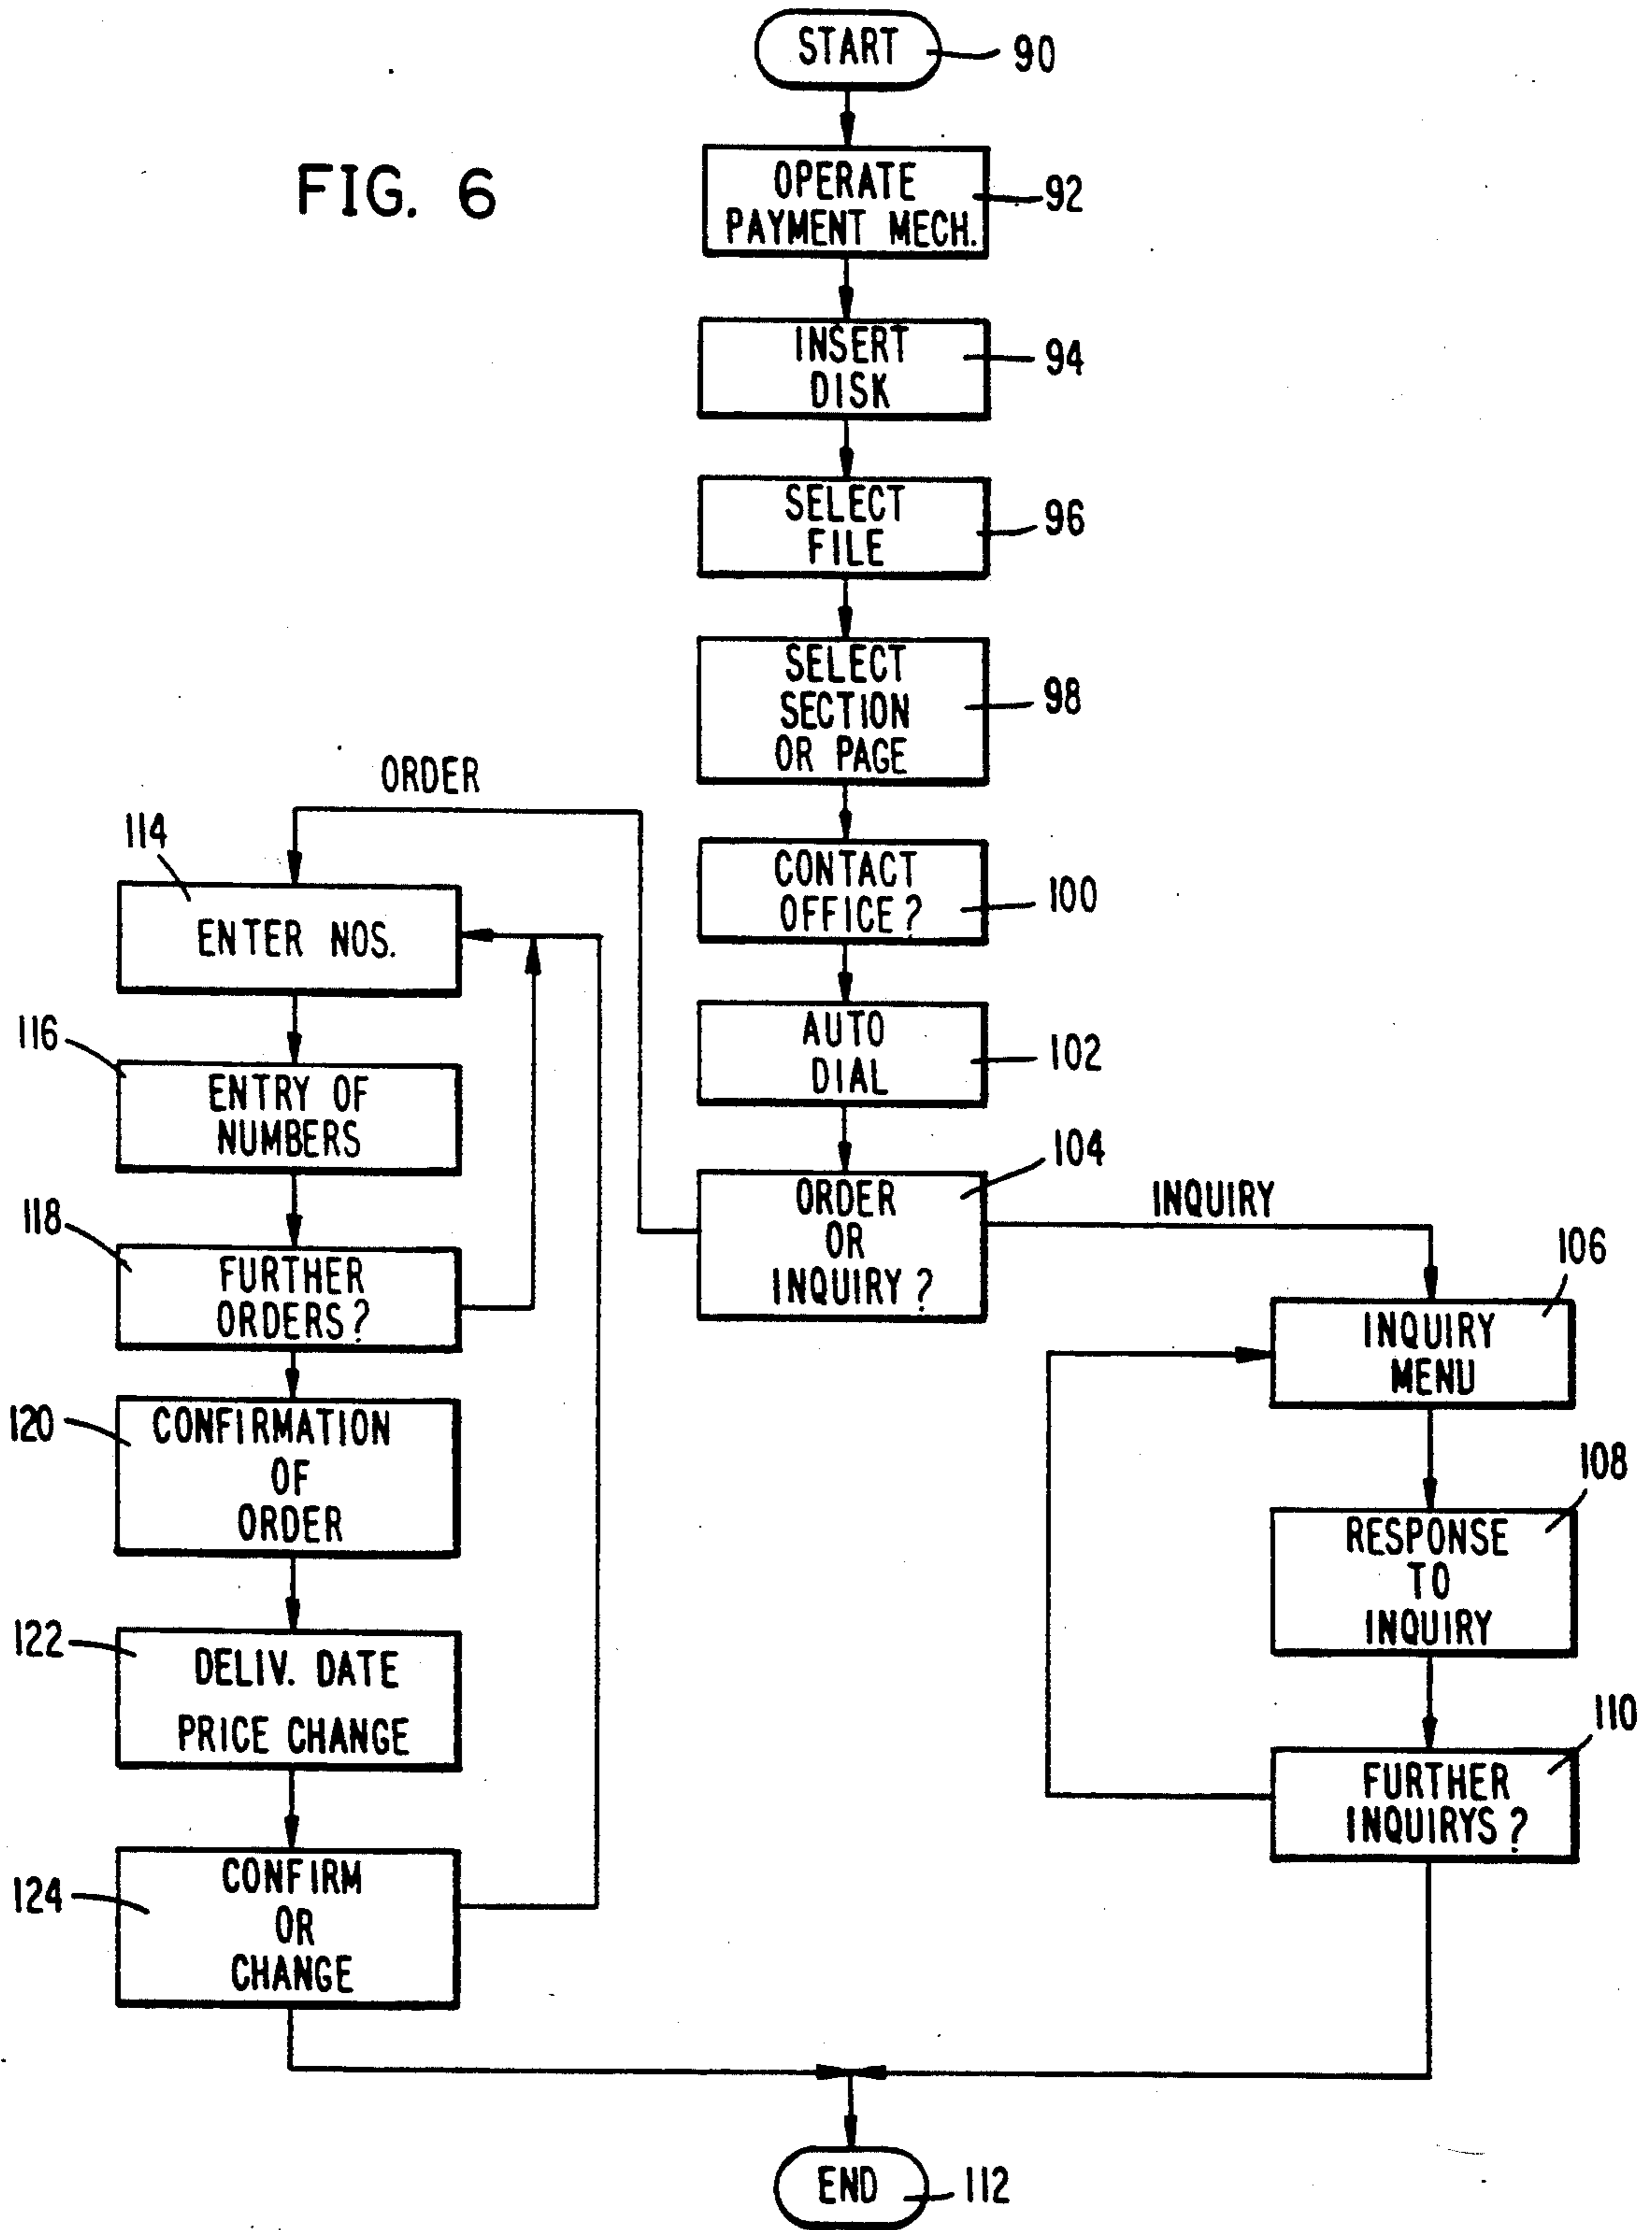 START
90
FIG. 6
OPERATE
PAYMENT MECH.
92
INSERT
DISK
94
SELECT
FILE
96
SELECT
SECTION
OR PAGE
98
ORDER
114
ENTER NOS.
CONTACT
OFFICE?
100
116
ENTRY OF
NUMBERS
AUTO
DIAL
102
104
ORDER
OR
INQUIRY?
INQUIRY
118
FURTHER
ORDERS?
106
INQUIRY
MENU
120
CONFIRMATION
OF
ORDER
108
RESPONSE
TO
INQUIRY
122
DELIV. DATE
PRICE CHANGE
110
FURTHER
INQUIRYS?
124
CONFIRM
OR
CHANGE
END
112